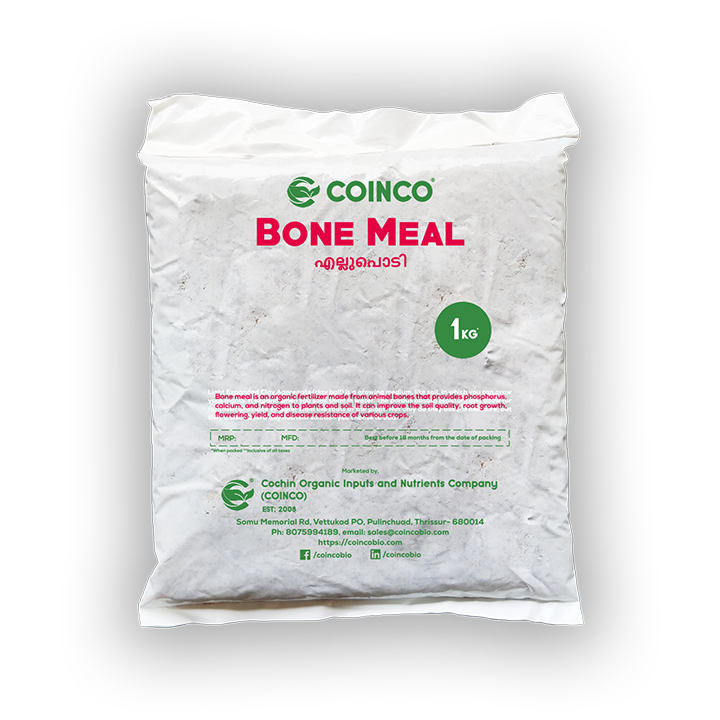 COINCO®
BONE MEAL
എല്ലുപൊടി
1KG*
Bone meal is an organic fertilizer made from animal bones that provides phosphorus,
calcium, and nitrogen to plants and soil. It can improve the soil quality, root growth,
flowering, yield, and disease resistance of various crops.
MRP: MFD: Best before 18 months from the date of packing
*When packed **Inclusive of all taxes
Marketed by,
Cochin Organic Inputs and Nutrients Company
(COINCO)
EST; 2008
Somu Memorial Rd, Vettukad PO, Pulinchuad, Thrissur- 680014
Ph: 8075994189, email: sales@coincobio.com
https://coincobio.com
/coincobio /coincobio